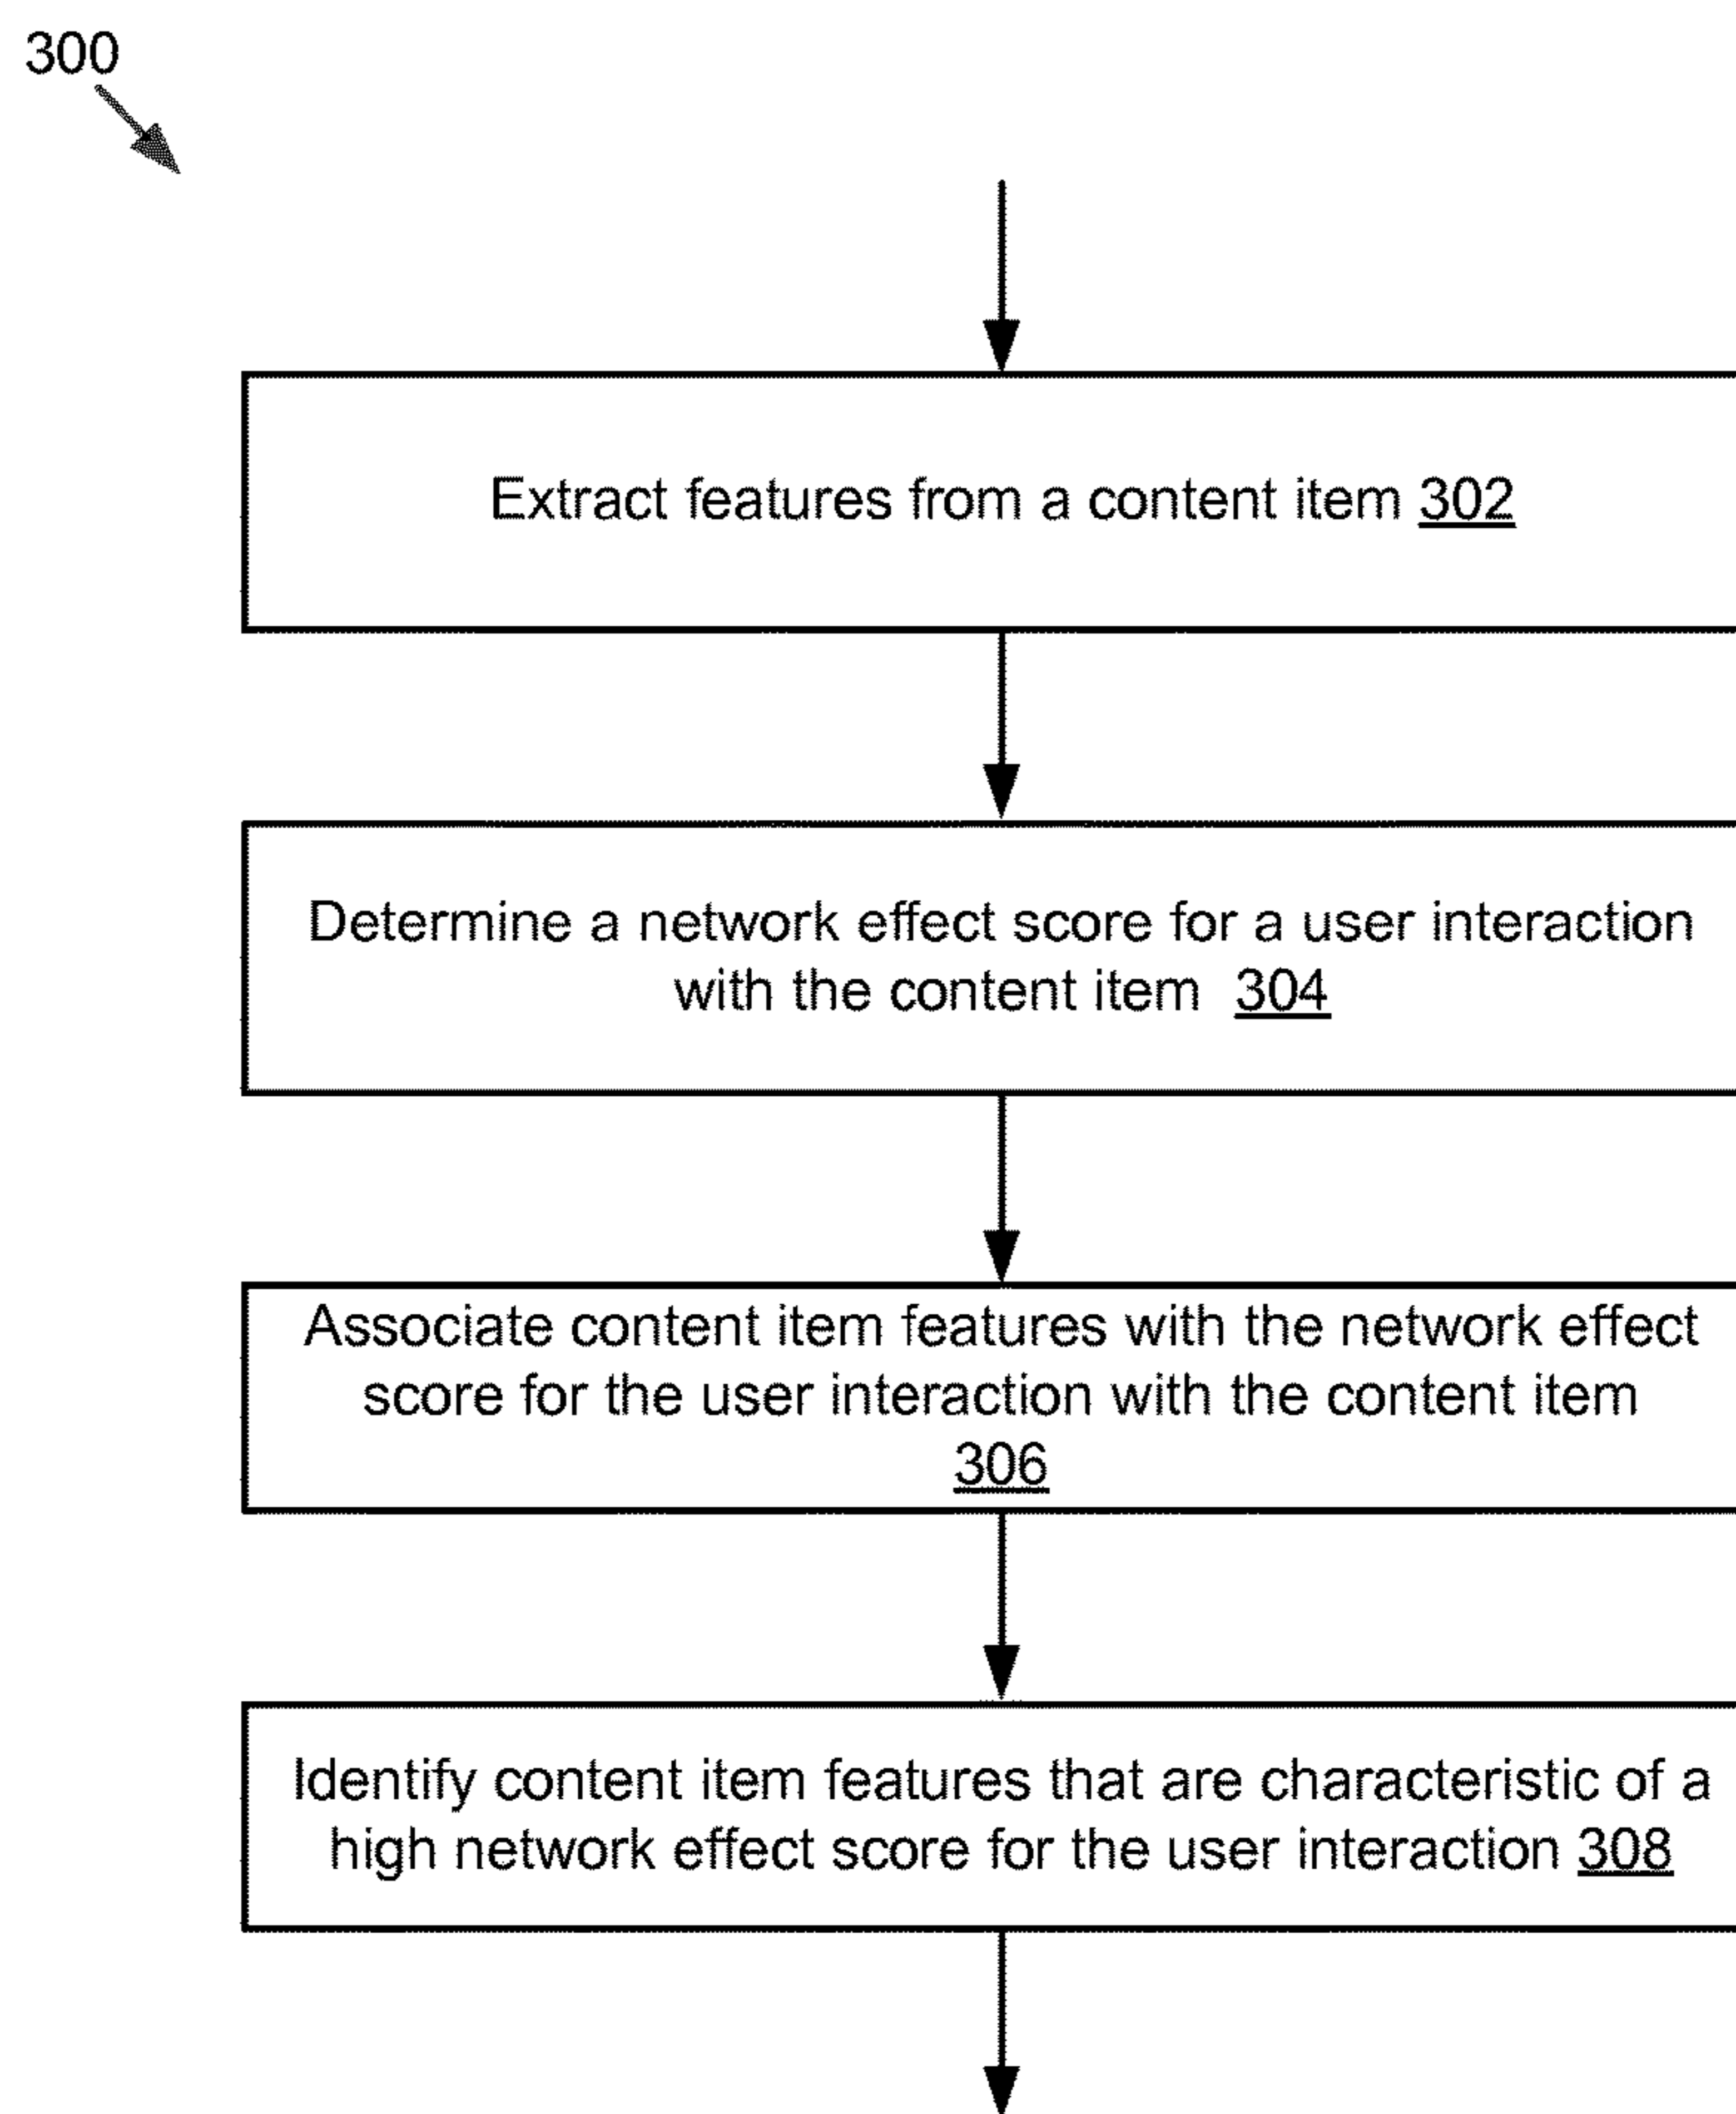 300
Extract features from a content item 302
Determine a network effect score for a user interaction
with the content item 304
Associate content item features with the network effect
score for the user interaction with the content item
306
Identify content item features that are characteristic of a
high network effect score for the user interaction 308